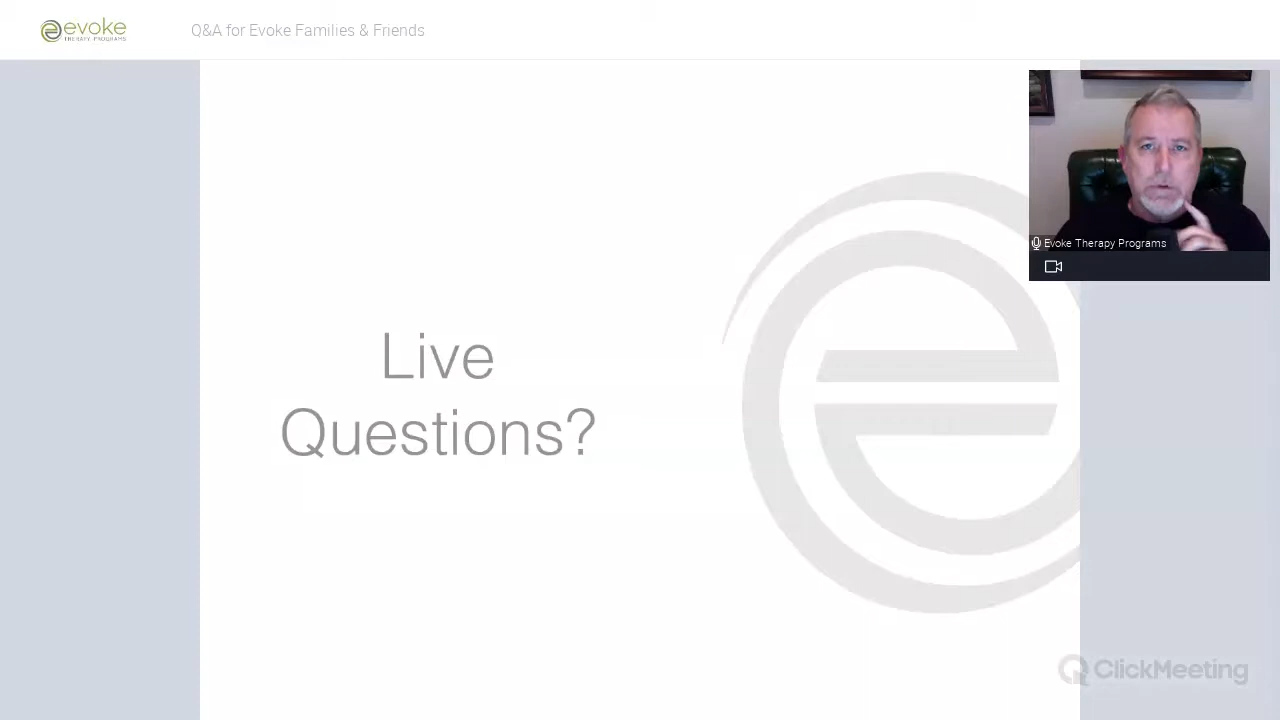 evoke
THERAPY PROGRAMS
Q&A for Evoke Families & Friends
Evoke Therapy Programs
Live
Questions?
ClickMeeting